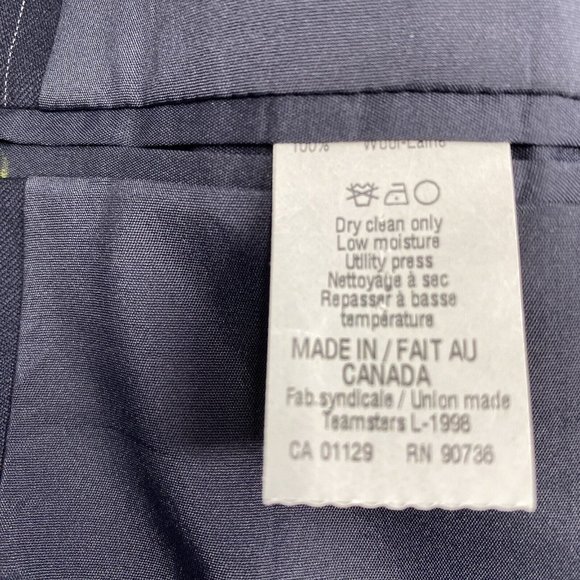 100% Wool-Laine
Dry clean only
Low moisture
Utility press
Nettoyage à sec
Repasser à basse
température
MADE IN / FAIT AU
CANADA
Fab.syndicale / Union made
Teamsters L-1998
CA 01129 RN 90736